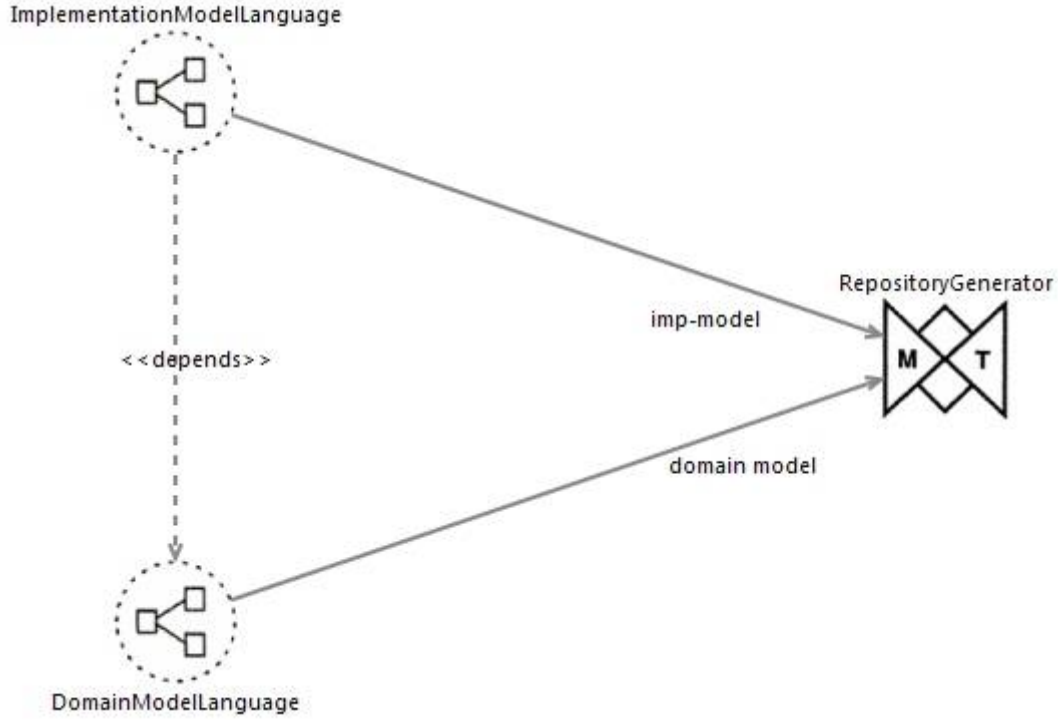 ImplementationModelLanguage
RepositoryGenerator
imp-model
M T
<<depends>>
domain model
DomainModelLanguage